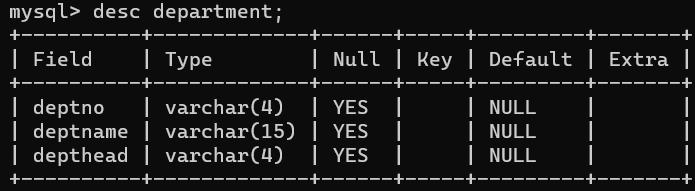 mysql> desc department;
+----------+-------------+------+-----+---------+-------+
| Field    | Type        | Null | Key | Default | Extra |
+----------+-------------+------+-----+---------+-------+
| deptno   | varchar(4)  | YES  |     | NULL    |       |
| deptname | varchar(15) | YES  |     | NULL    |       |
| depthead | varchar(4)  | YES  |     | NULL    |       |
+----------+-------------+------+-----+---------+-------+